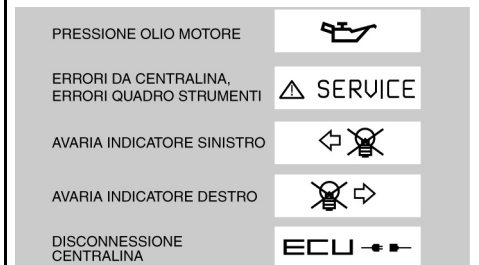 PRESSIONE OLIO MOTORE
ERRORI DA CENTRALINA,
ERRORI QUADRO STRUMENTI
SERVICE
AVARIA INDICATORE SINISTRO
AVARIA INDICATORE DESTRO
DISCONNESSIONE
CENTRALINA
ECU